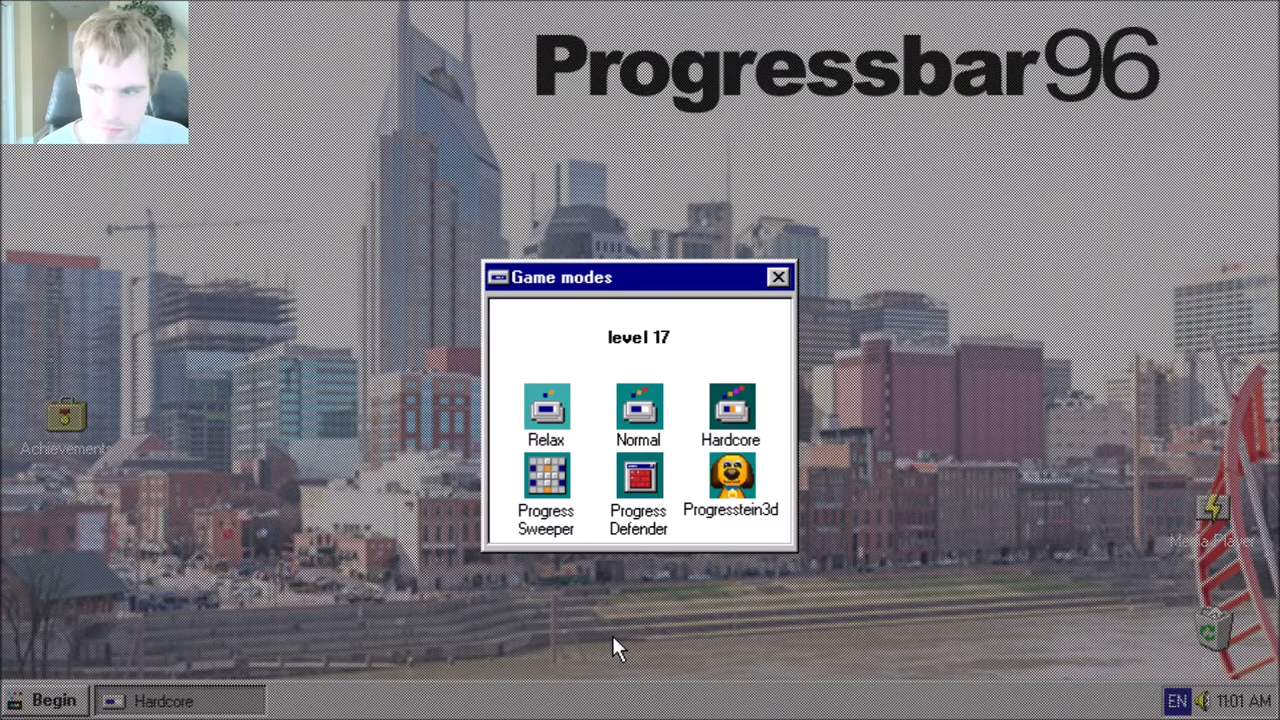 Progressbar96
Game modes
level 17
Relax
Normal
Hardcore
Progress
Sweeper
Progress
Defender
Progresstein3d
Achievements
Media Player
Begin
Hardcore
EN
11:01 AM